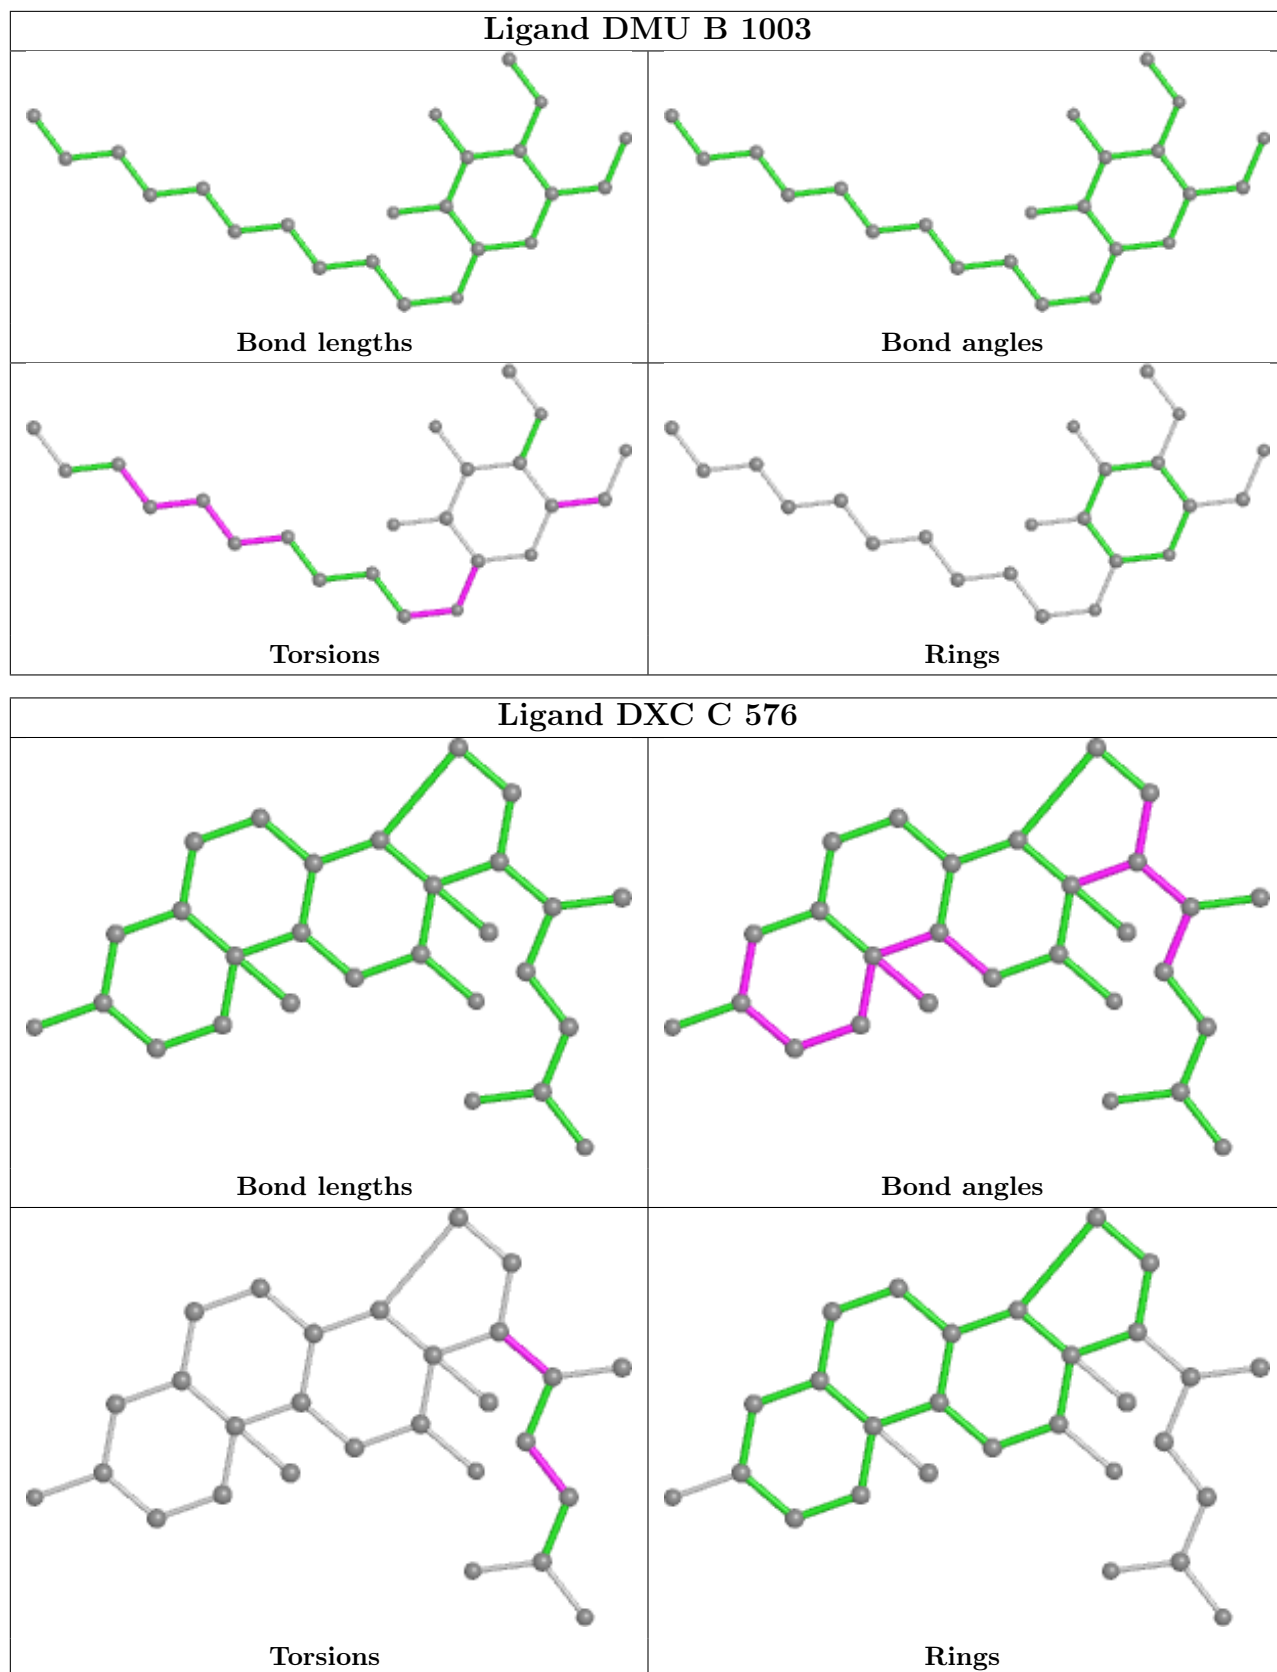 Ligand DMU B 1003
Bond lengths
Bond angles
Torsions
Rings
Ligand DXC C 576
Bond lengths
Bond angles
Torsions
Rings